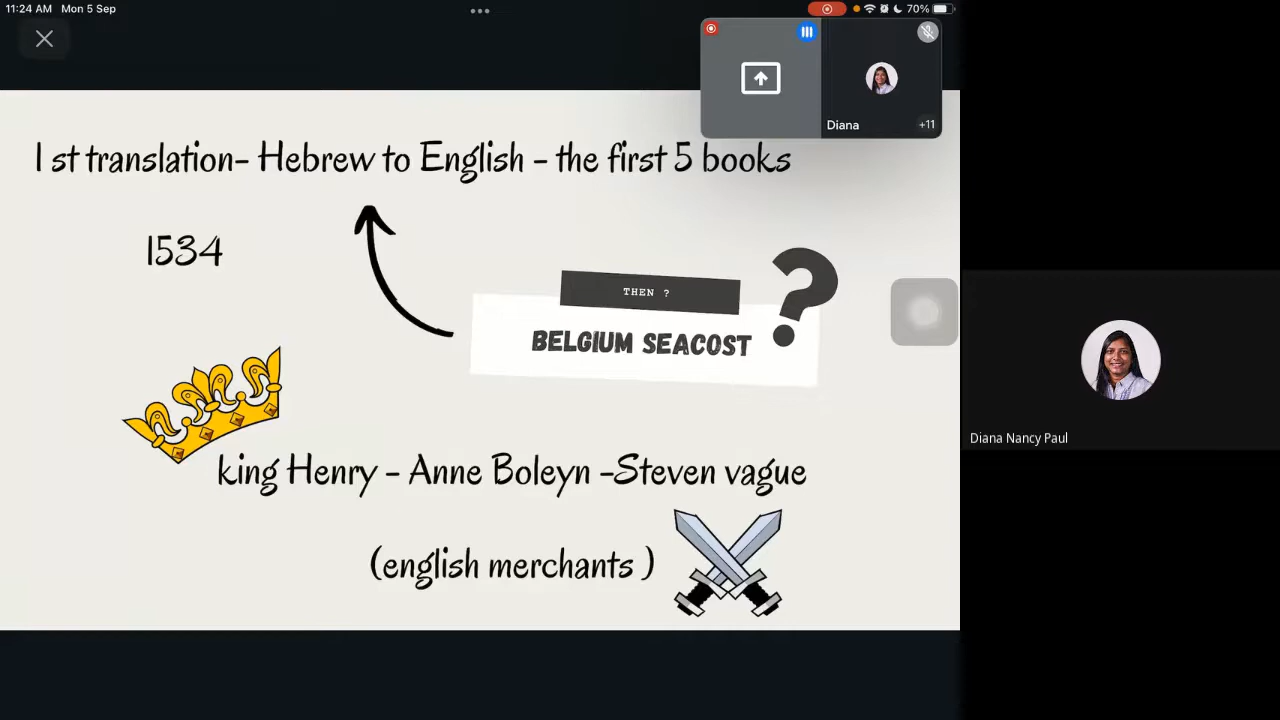 11:24 AM Mon 5 Sep
70%
Diana
+11
1 st translation- Hebrew to English - the first 5 books
1534
THEN ?
BELGIUM SEACOST
?
king Henry - Anne Boleyn -Steven vague
(english merchants )
Diana Nancy Paul